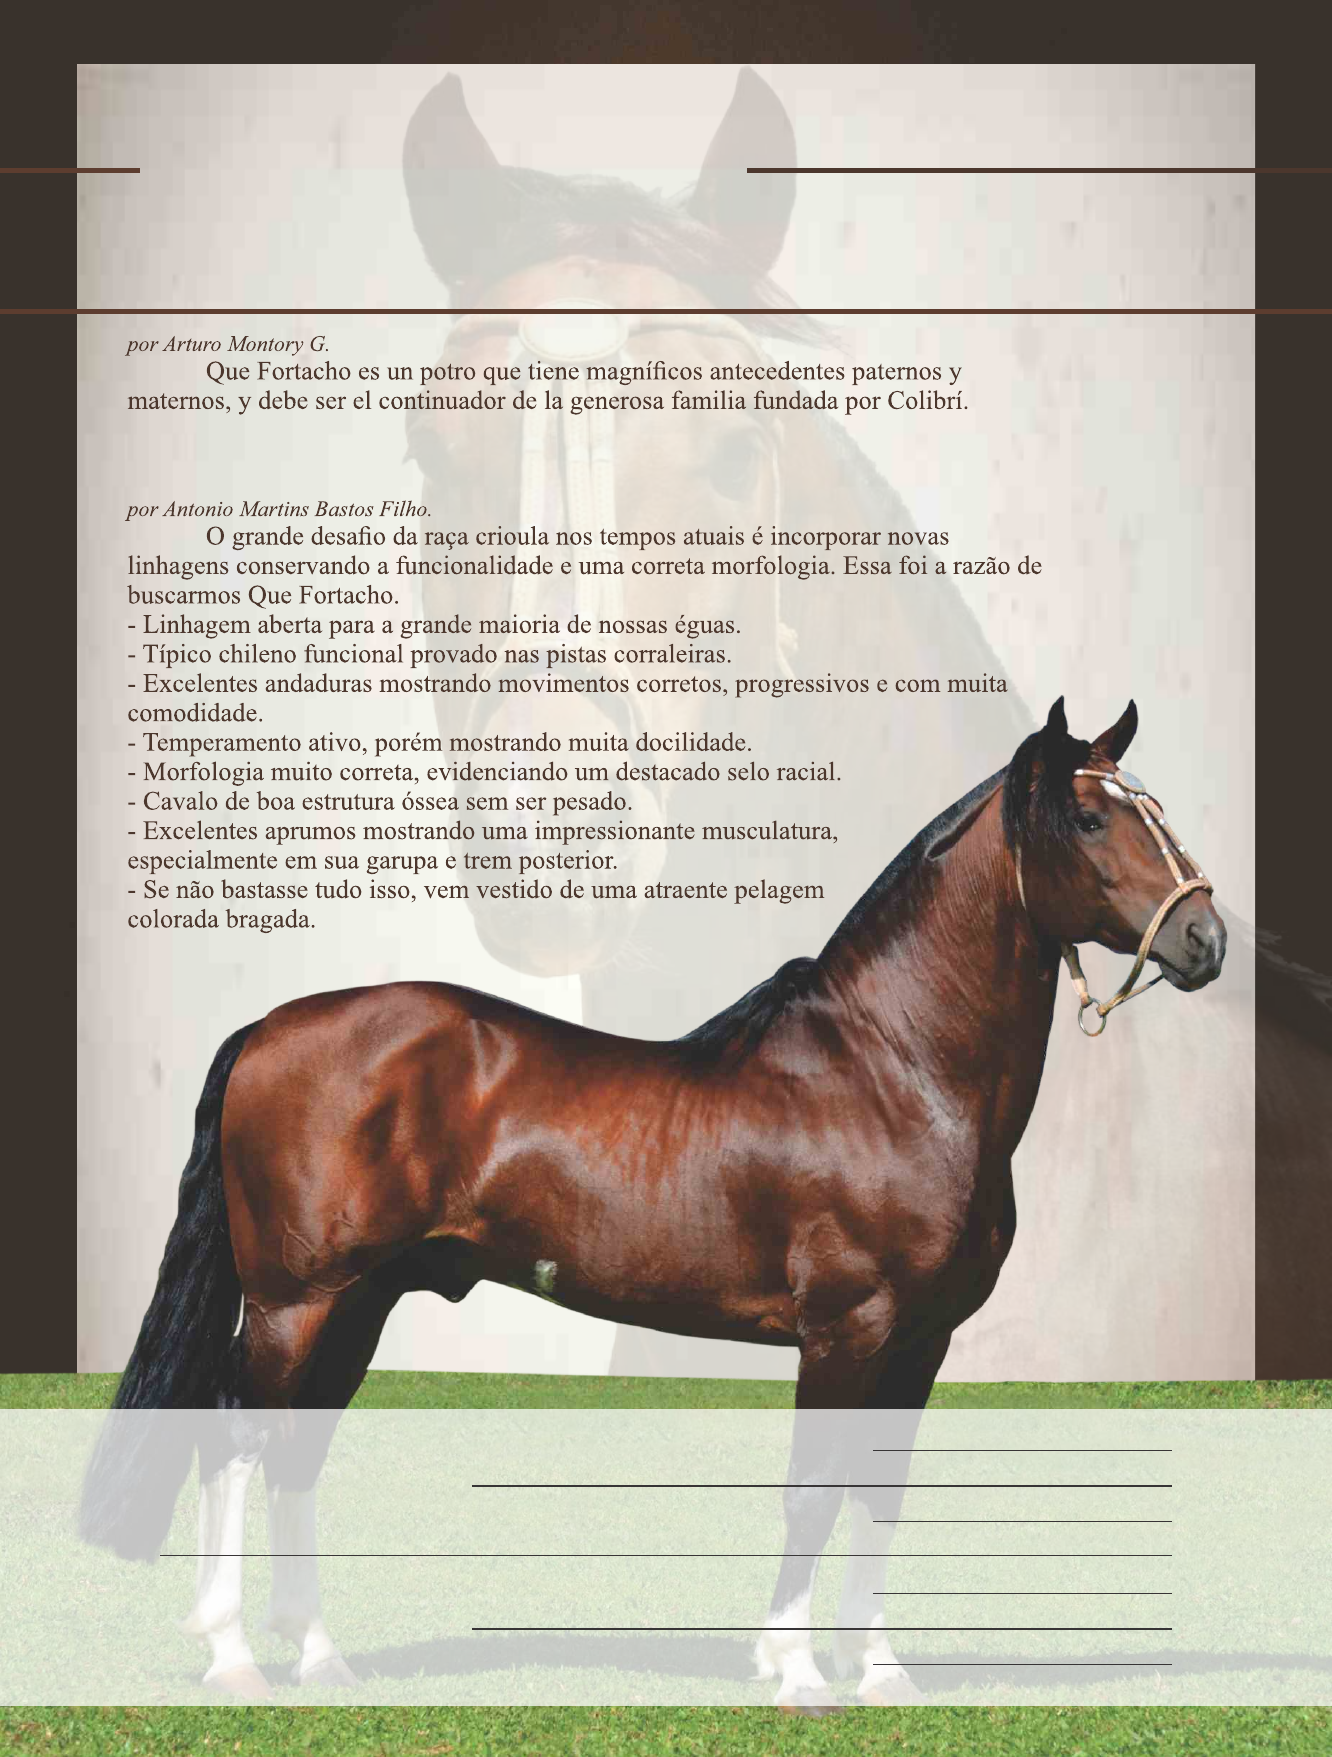 por Arturo Montory G.
Que Fortacho es un potro que tiene magníficos antecedentes paternos y
maternos, y debe ser el continuador de la generosa familia fundada por Colibrí.
por Antonio Martins Bastos Filho.
O grande desafio da raça crioula nos tempos atuais é incorporar novas
linhagens conservando a funcionalidade e uma correta morfologia. Essa foi a razão de
buscarmos Que Fortacho.
- Linhagem aberta para a grande maioria de nossas éguas.
- Típico chileno funcional provado nas pistas corraleiras.
- Excelentes andaduras mostrando movimentos corretos, progressivos e com muita
comodidade.
- Temperamento ativo, porém mostrando muita docilidade.
- Morfologia muito correta, evidenciando um destacado selo racial.
- Cavalo de boa estrutura óssea sem ser pesado.
- Excelentes aprumos mostrando uma impressionante musculatura,
especialmente em sua garupa e trem posterior.
- Se não bastasse tudo isso, vem vestido de uma atraente pelagem
colorada bragada.